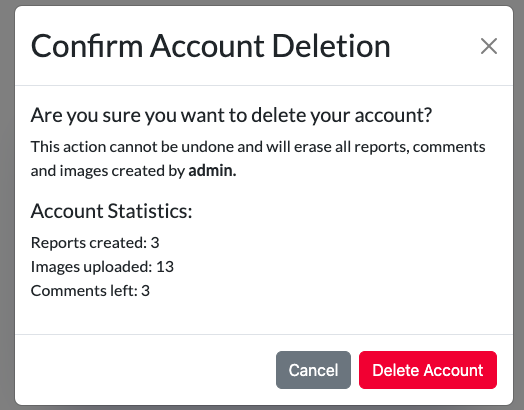 Confirm Account Deletion
Are you sure you want to delete your account?
This action cannot be undone and will erase all reports, comments
and images created by admin.
Account Statistics:
Reports created: 3
Images uploaded: 13
Comments left: 3
Cancel
Delete Account